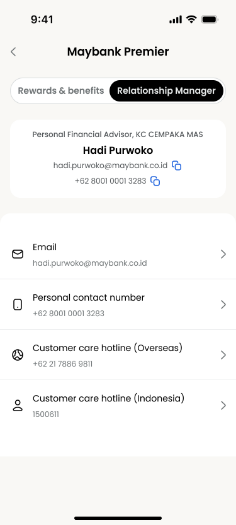 9:41
Maybank Premier
Rewards & benefits
Relationship Manager
Personal Financial Advisor, KC CEMPAKA MAS
Hadi Purwoko
hadi.purwoko@maybank.co.id
+62 8001 0001 3283
Email
hadi.purwoko@maybank.co.id
Personal contact number
+62 8001 0001 3283
Customer care hotline (Overseas)
+62 21 7886 9811
Customer care hotline (Indonesia)
1500611